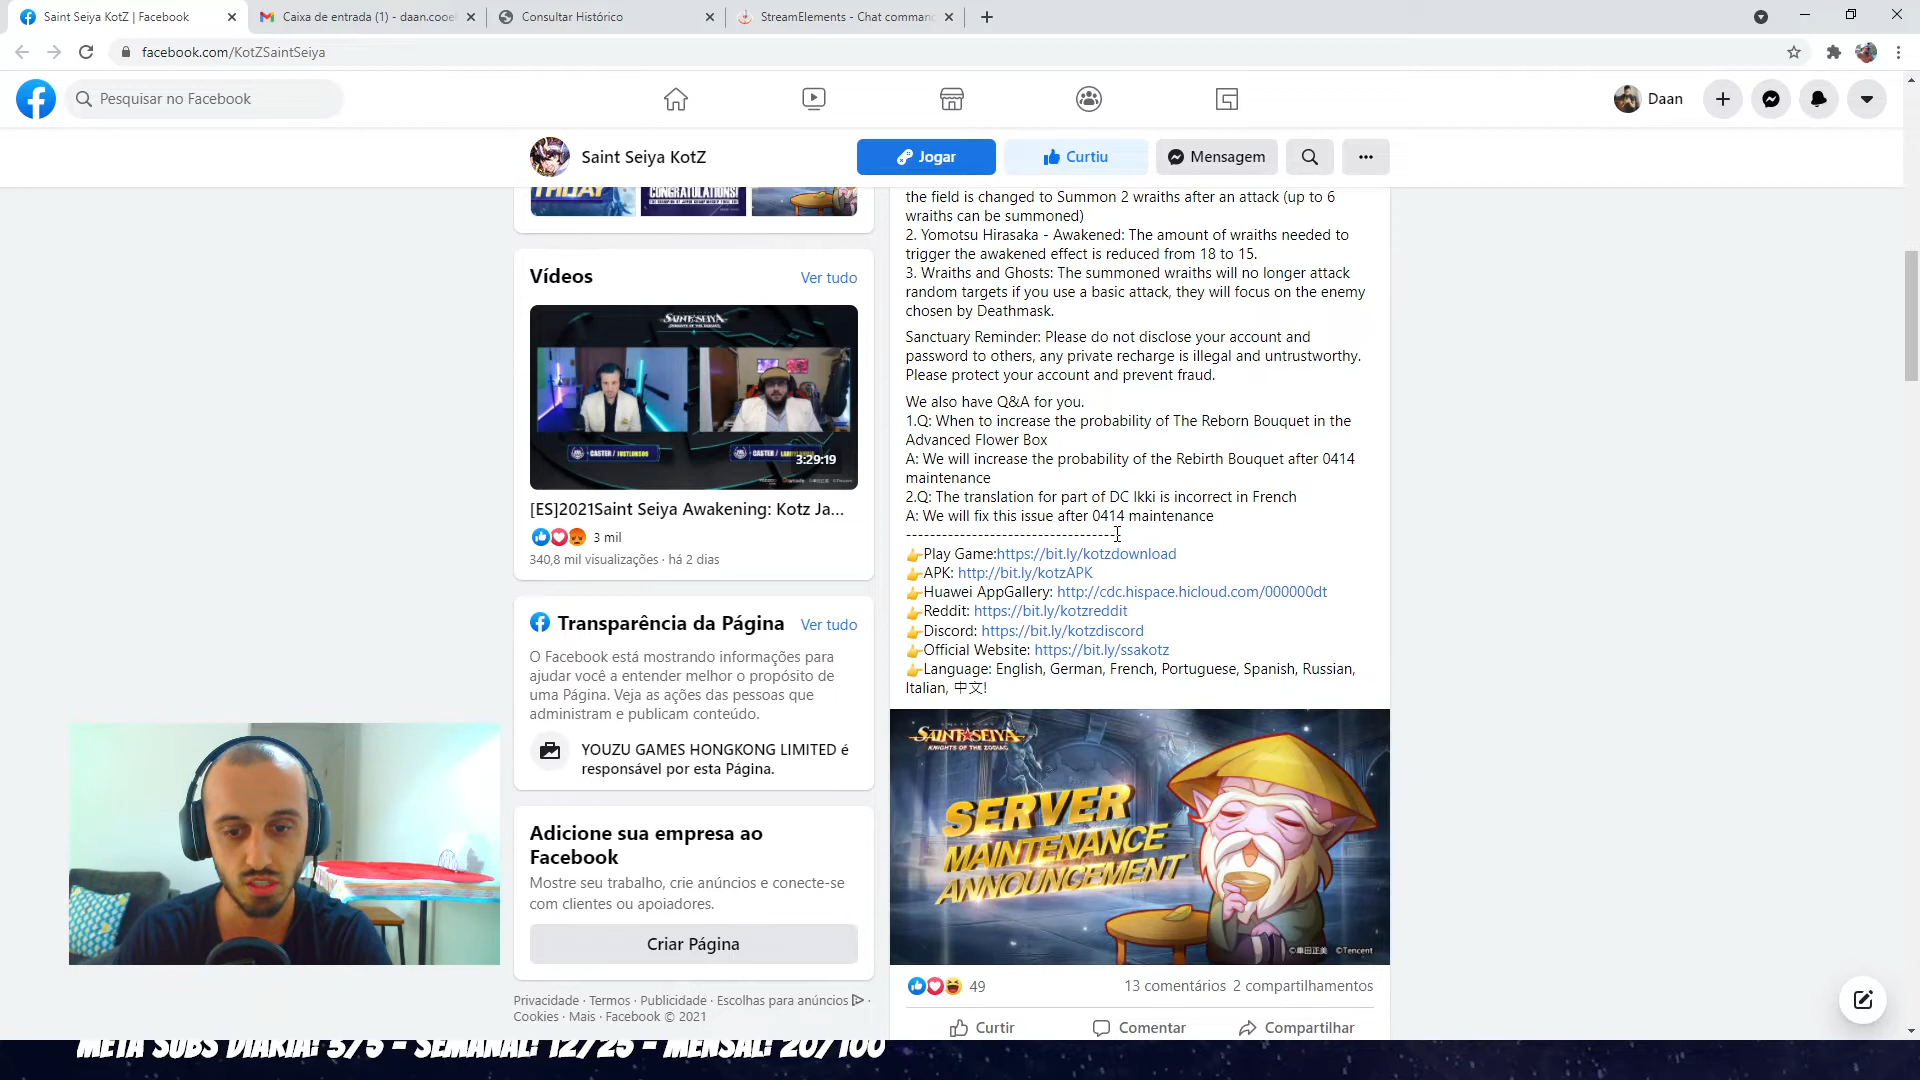 Saint Seiya KotZ | Facebook
Caixa de entrada (1) - daan.cooel
Consultar Histórico
StreamElements - Chat comman
facebook.com/KotZSaintSeiya
Pesquisar no Facebook
Daan
Saint Seiya KotZ
Jogar
Curtiu
Mensagem
CONGRATULATIONS!
Vídeos
Ver tudo
SAINT SEIYA
CASTER / JUSTLUNS05
CASTER /
3:29:19
[ES]2021Saint Seiya Awakening: Kotz Ja...
3 mil
340,8 mil visualizações · há 2 dias
Transparência da Página
Ver tudo
O Facebook está mostrando informações para
ajudar você a entender melhor o propósito de
uma Página. Veja as ações das pessoas que
administram e publicam conteúdo.
YOUZU GAMES HONGKONG LIMITED é
responsável por esta Página.
Adicione sua empresa ao
Facebook
Mostre seu trabalho, crie anúncios e conecte-se
com clientes ou apoiadores.
Criar Página
Privacidade · Termos · Publicidade · Escolhas para anúncios ·
Cookies · Mais · Facebook © 2021
the field is changed to Summon 2 wraiths after an attack (up to 6
wraiths can be summoned)
2. Yomotsu Hirasaka - Awakened: The amount of wraiths needed to
trigger the awakened effect is reduced from 18 to 15.
3. Wraiths and Ghosts: The summoned wraiths will no longer attack
random targets if you use a basic attack, they will focus on the enemy
chosen by Deathmask.
Sanctuary Reminder: Please do not disclose your account and
password to others, any private recharge is illegal and untrustworthy.
Please protect your account and prevent fraud.
We also have Q&A for you.
1.Q: When to increase the probability of The Reborn Bouquet in the
Advanced Flower Box
A: We will increase the probability of the Rebirth Bouquet after 0414
maintenance
2.Q: The translation for part of DC Ikki is incorrect in French
A: We will fix this issue after 0414 maintenance
------------------------------------
👉Play Game:https://bit.ly/kotzdownload
👉APK: http://bit.ly/kotzAPK
👉Huawei AppGallery: http://cdc.hispace.hicloud.com/000000dt
👉Reddit: https://bit.ly/kotzreddit
👉Discord: https://bit.ly/kotzdiscord
👉Official Website: https://bit.ly/ssakotz
👉Language: English, German, French, Portuguese, Spanish, Russian,
Italian, 中文!
SAINT SEIYA
KNIGHTS OF THE ZODIAC
SERVER
MAINTENANCE
ANNOUNCEMENT
©車田正美 ©Tencent
49
13 comentários 2 compartilhamentos
Curtir
Comentar
Compartilhar
META SUBS DIARIA: 5/5 - SEMANAL: 12/25 - MENSAL: 20/100